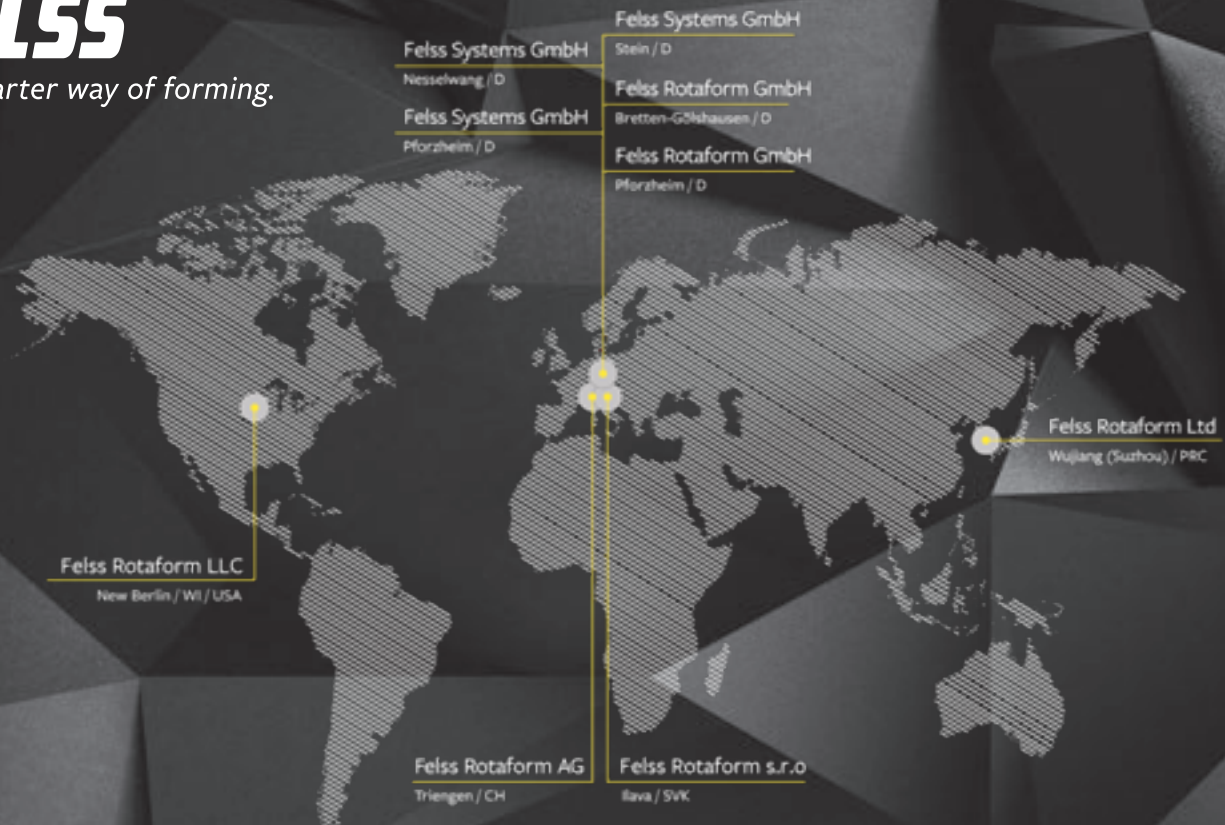 LSS
arter way of forming.
Felss Systems GmbH
Nesselwang / D
Felss Systems GmbH
Pforzheim / D
Felss Systems GmbH
Stein / D
Felss Rotaform GmbH
Bretten-Gölshausen / D
Felss Rotaform GmbH
Pforzheim / D
Felss Rotaform Ltd
Wujiang (Suzhou) / PRC
Felss Rotaform LLC
New Berlin / WI / USA
Felss Rotaform AG
Triengen / CH
Felss Rotaform s.r.o
Ilava / SVK